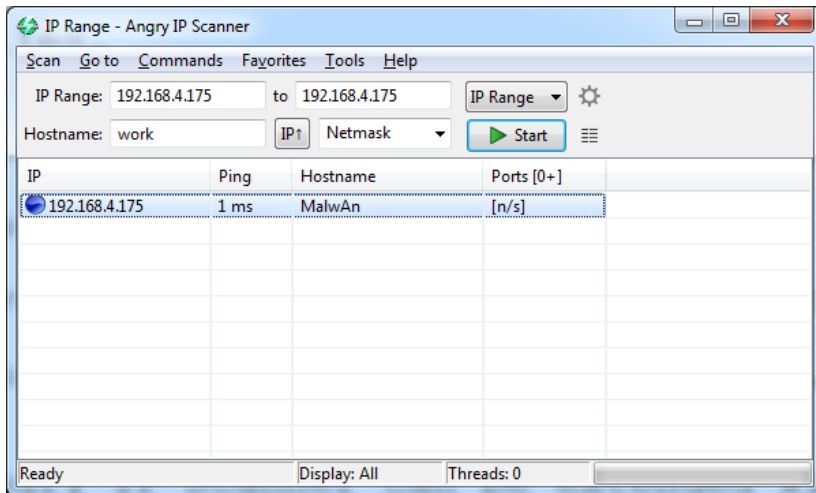 IP Range - Angry IP Scanner
Scan Go to Commands Favorites Tools Help
IP Range: 192.168.4.175 to 192.168.4.175 IP Range
Hostname: work IP↑ Netmask Start
IP Ping Hostname Ports [0+]
192.168.4.175 1 ms MalwAn [n/s]
Ready Display: All Threads: 0